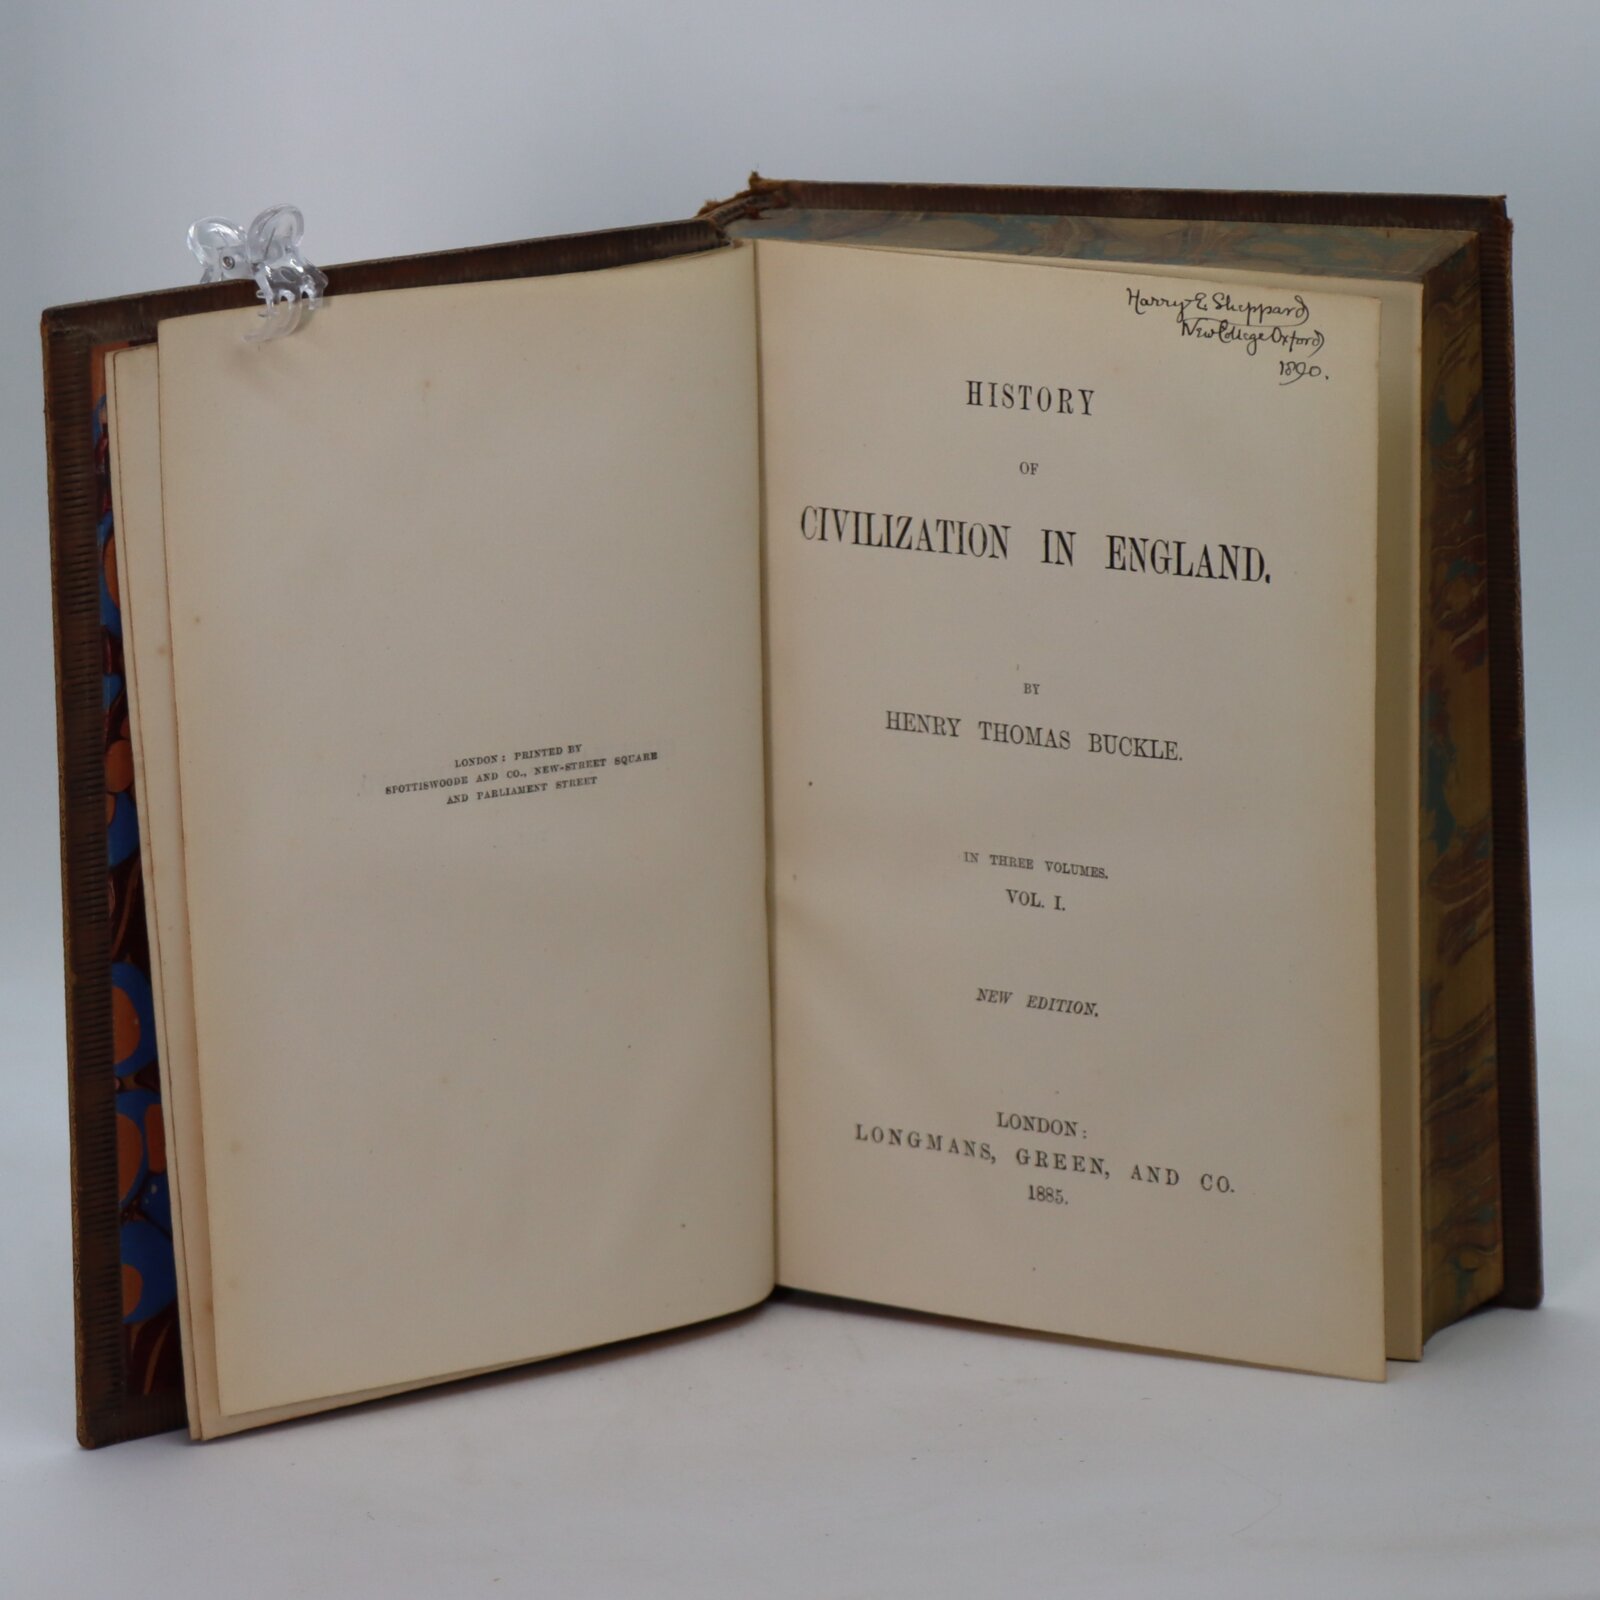 LONDON: PRINTED BY
SPOTTISWOODE AND CO., NEW-STREET SQUARE
AND PARLIAMENT STREET
Harry E. Sheppard
New College Oxford
1890.
HISTORY
OF
CIVILIZATION IN ENGLAND.
BY
HENRY THOMAS BUCKLE.
IN THREE VOLUMES.
VOL. I.
NEW EDITION.
LONDON:
LONGMANS, GREEN, AND CO.
1885.